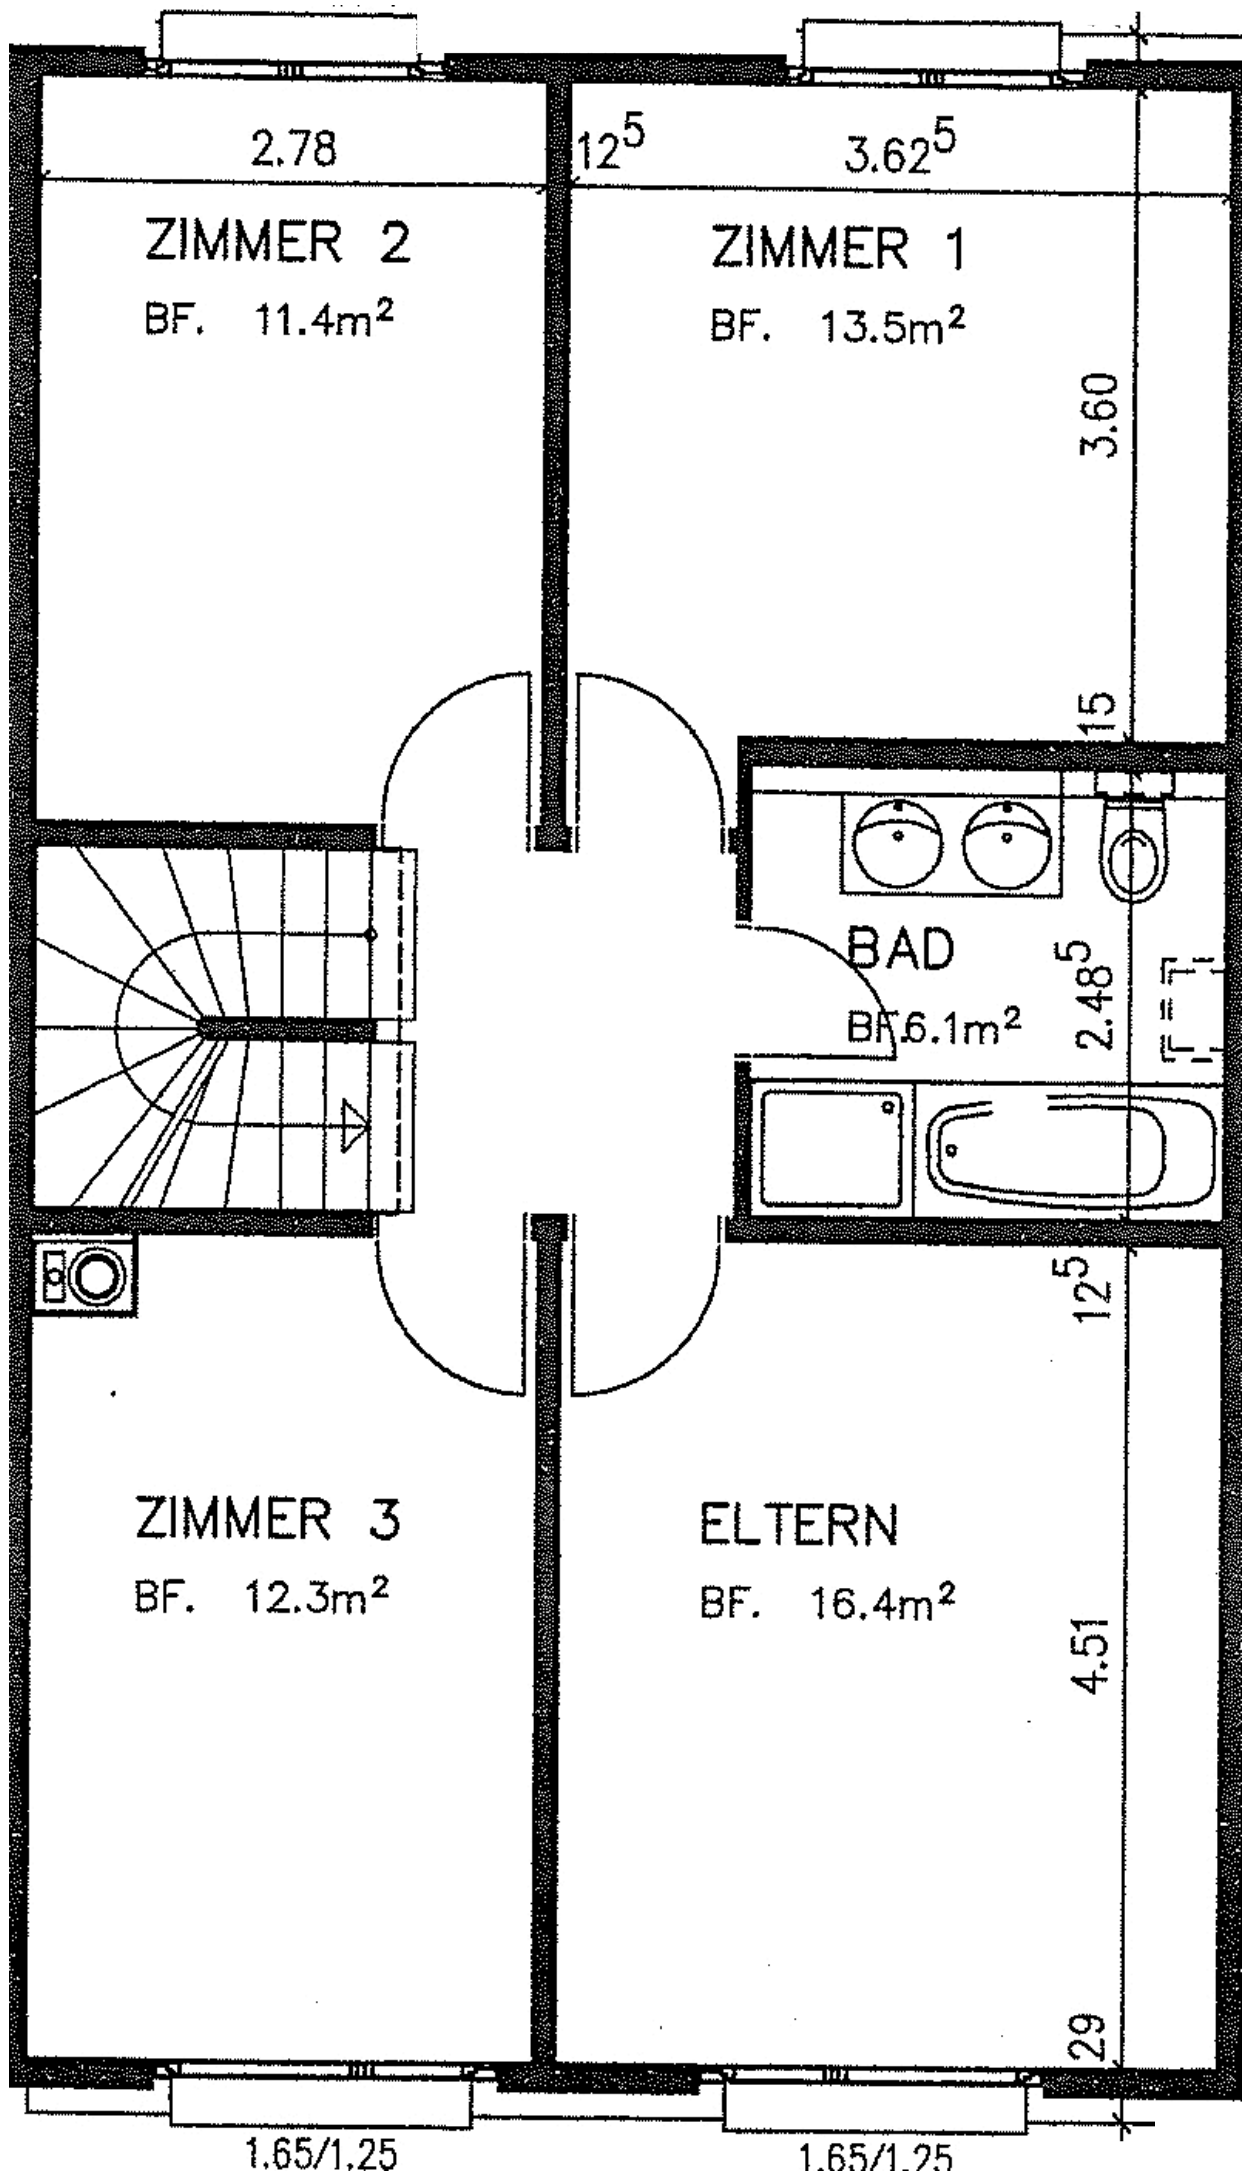 2.78
12⁵
3.62⁵
ZIMMER 2
BF. 11.4m²
ZIMMER 1
BF. 13.5m²
3.60
15
BAD
BF.6.1m²
2.48⁵
12⁵
ZIMMER 3
BF. 12.3m²
ELTERN
BF. 16.4m²
4.51
29
1.65/1.25
1.65/1.25